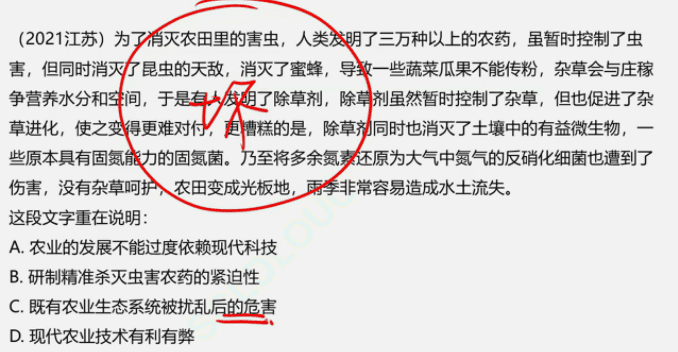 （2021江苏）为了消灭农田里的害虫，人类发明了三万种以上的农药，虽暂时控制了虫
害，但同时消灭了昆虫的天敌，消灭了蜜蜂，导致一些蔬菜瓜果不能传粉，杂草会与庄稼
争营养水分和空间，于是有人发明了除草剂，除草剂虽然暂时控制了杂草，但也促进了杂
草进化，使之变得更难对付，更糟糕的是，除草剂同时也消灭了土壤中的有益微生物，一
些原本具有固氮能力的固氮菌。乃至将多余氮素还原为大气中氮气的反硝化细菌也遭到了
伤害，没有杂草呵护，农田变成光板地，雨季非常容易造成水土流失。
坏
这段文字重在说明：
A. 农业的发展不能过度依赖现代科技
B. 研制精准杀灭虫害农药的紧迫性
C. 既有农业生态系统被扰乱后的危害
D. 现代农业技术有利有弊